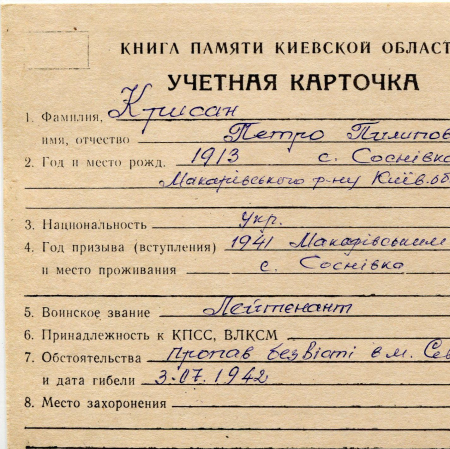 КНИГА ПАМЯТИ КИЕВСКОЙ ОБЛАСТ
УЧЕТНАЯ КАРТОЧКА
1. Фамилия, Крисан
имя, отчество Петро Пилипов
2. Год и место рожд. 1913 с. Соснівка
Макарівського р-ну Київ.об
3. Национальность укр.
4. Год призыва (вступления) 1941 Макарівським
и место проживания с. Соснівка
5. Воинское звание Лейтенант
6. Принадлежность к КПСС, ВЛКСМ
7. Обстоятельства Пропав безвісті в м. Сев
и дата гибели 3.07.1942
8. Место захоронения